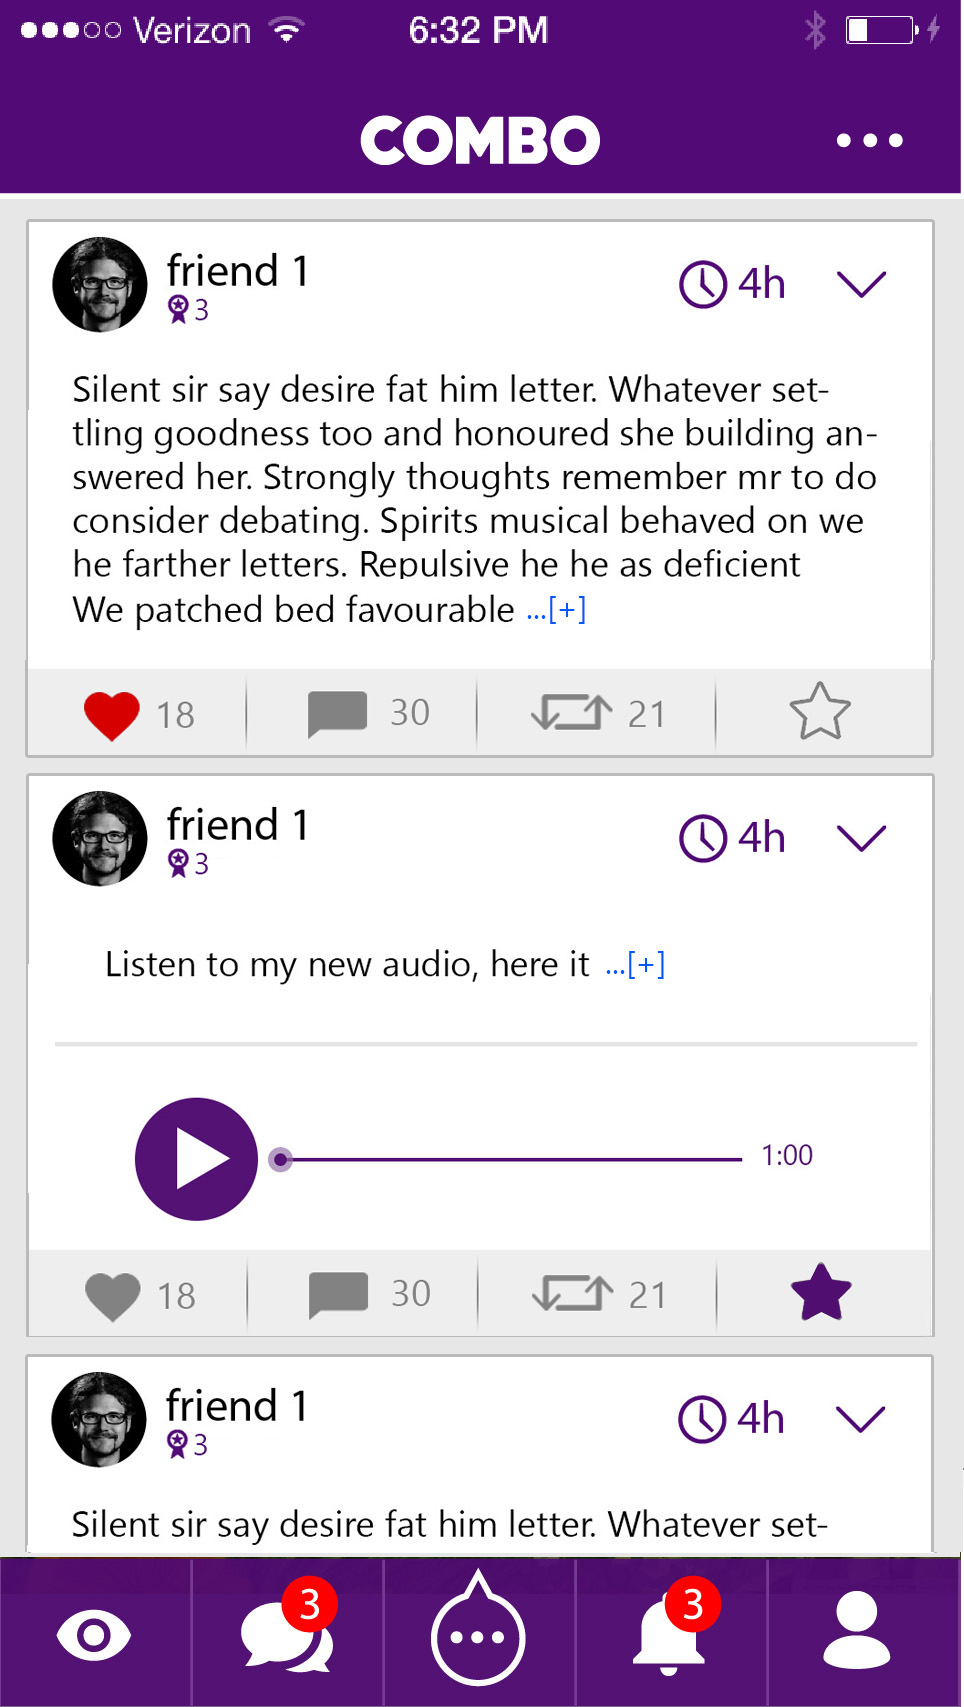 Verizon 6:32 PM
COMBO
friend 1
3
4h
Silent sir say desire fat him letter. Whatever set-
tling goodness too and honoured she building an-
swered her. Strongly thoughts remember mr to do
consider debating. Spirits musical behaved on we
he farther letters. Repulsive he he as deficient
We patched bed favourable ...[+]
18 30 21
friend 1
3
4h
Listen to my new audio, here it ...[+]
1:00
18 30 21
friend 1
3
4h
Silent sir say desire fat him letter. Whatever set-
3 3